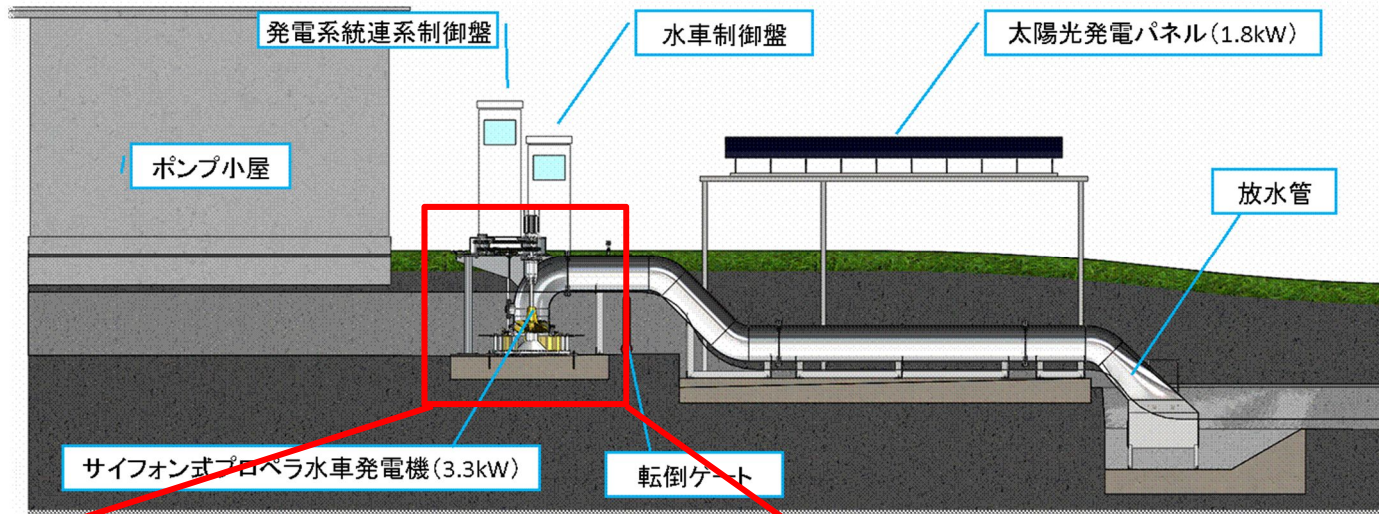 発電系統連系制御盤
水車制御盤
太陽光発電パネル(1.8kW)
ポンプ小屋
放水管
サイフォン式プロペラ水車発電機(3.3kW)
転倒ゲート